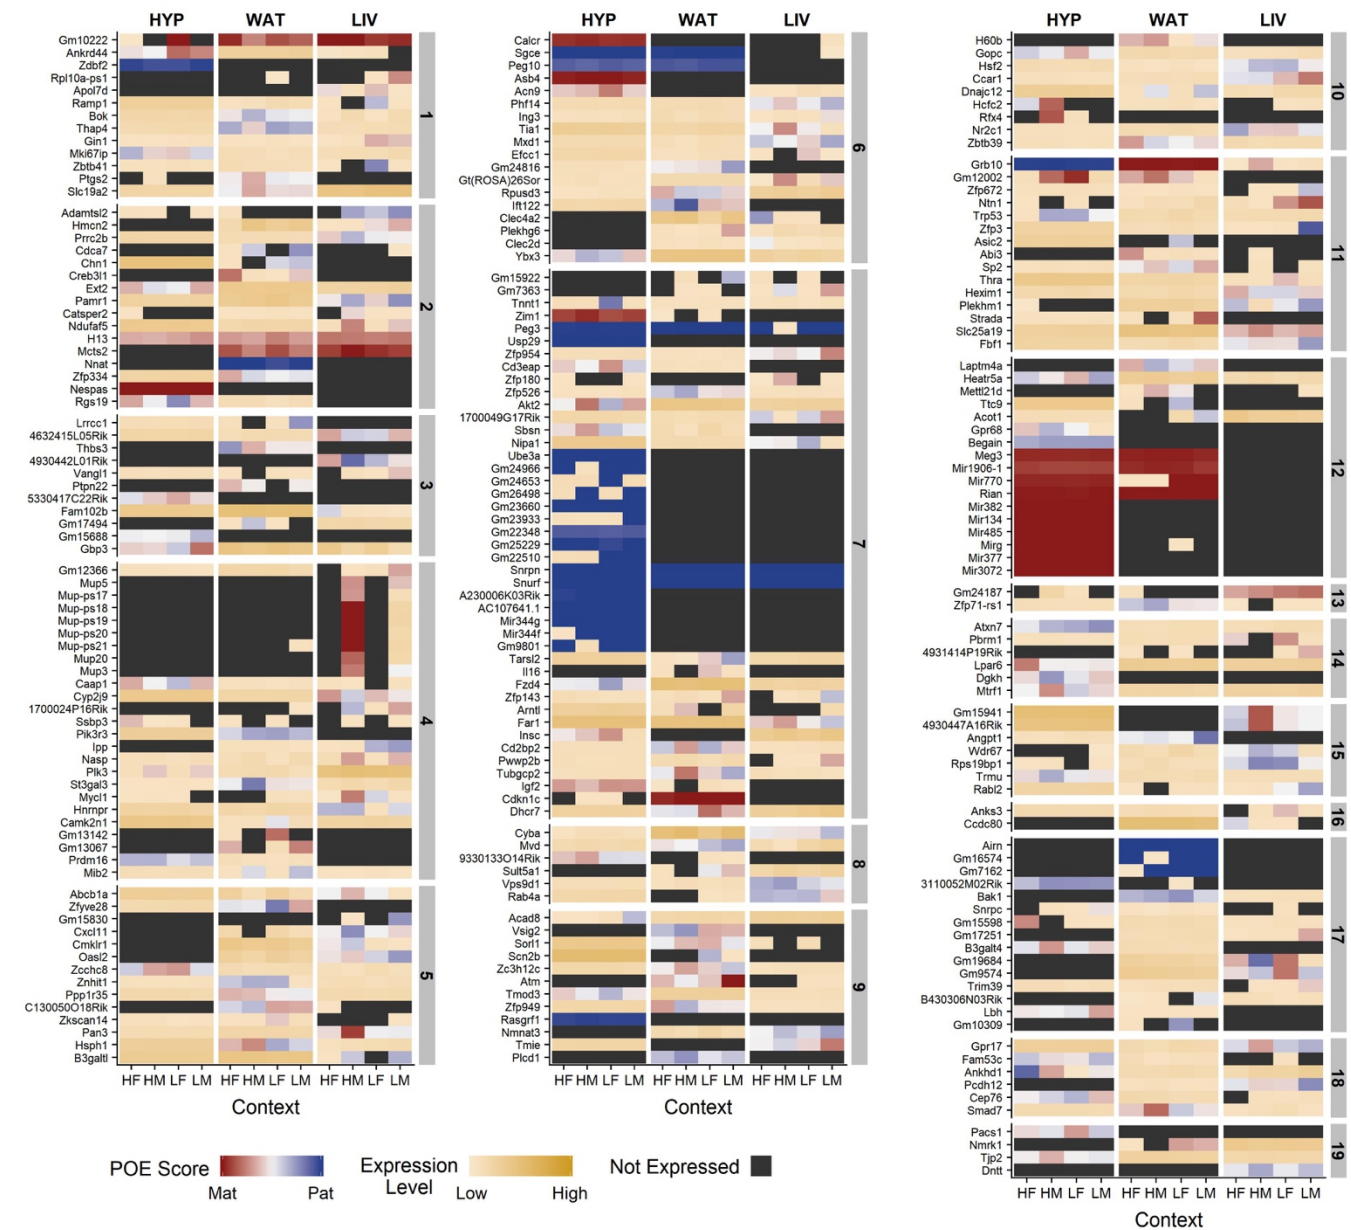 HYP WAT LIV
Gm10222
Ankrd44
Zdbf2
Rpl10a-ps1
Apol7d
Ramp1
Bok
Thap4
Gin1
Mki67ip
Zbtb41
Ptgs2
Slc19a2
1
Adamtsl2
Hmcn2
Prrc2b
Cdca7
Chn1
Creb3l1
Ext2
Pamr1
Catsper2
Ndufaf5
H13
Mcts2
Nnat
Zfp334
Nespas
Rgs19
2
Lrrcc1
4632415L05Rik
Thbs3
4930442L01Rik
Vangl1
Ptpn22
5330417C22Rik
Fam102b
Gm17494
Gm15688
Gbp3
3
Gm12366
Mup5
Mup-ps17
Mup-ps18
Mup-ps19
Mup-ps20
Mup-ps21
Mup20
Mup3
Caap1
Cyp2j9
1700024P16Rik
Ssbp3
Pik3r3
Ipp
Nasp
Plk3
St3gal3
Mycl1
Hnrnpr
Camk2n1
Gm13142
Gm13067
Prdm16
Mib2
4
Abcb1a
Zfyve28
Gm15830
Cxcl11
Cmklr1
Oasl2
Zcchc8
Znhit1
Ppp1r35
C130050O18Rik
Zkscan14
Pan3
Hsph1
B3galtl
5
HF HM LF LM HF HM LF LM HF HM LF LM
Context
HYP WAT LIV
Calcr
Sgce
Peg10
Asb4
Acn9
Phf14
Ing3
Tia1
Mxd1
Efcc1
Gm24816
Gt(ROSA)26Sor
Rpusd3
Ift122
Clec4a2
Plekhg6
Clec2d
Ybx3
6
Gm15922
Gm7363
Tnnt1
Zim1
Peg3
Usp29
Zfp954
Cd3eap
Zfp180
Zfp526
Akt2
1700049G17Rik
Sbsn
Nipa1
Ube3a
Gm24966
Gm24653
Gm26498
Gm23660
Gm23933
Gm22348
Gm25229
Gm22510
Snrpn
Snurf
A230006K03Rik
AC107641.1
Mir344g
Mir344f
Gm9801
Tarsl2
Il16
Fzd4
Zfp143
Arntl
Far1
Insc
Cd2bp2
Pwwp2b
Tubgcp2
Igf2
Cdkn1c
Dhcr7
7
Cyba
Mvd
9330133O14Rik
Sult5a1
Vps9d1
Rab4a
8
Acad8
Vsig2
Sorl1
Scn2b
Zc3h12c
Atm
Tmod3
Zfp949
Rasgrf1
Nmnat3
Tmie
Plcd1
9
HF HM LF LM HF HM LF LM HF HM LF LM
Context
HYP WAT LIV
H60b
Gopc
Hsf2
Ccar1
Dnajc12
Hcfc2
Rfx4
Nr2c1
Zbtb39
10
Grb10
Gm12002
Zfp672
Ntn1
Trp53
Zfp3
Asic2
Abi3
Sp2
Thra
Hexim1
Plekhm1
Strada
Slc25a19
Fbf1
11
Laptm4a
Heatr5a
Mettl21d
Ttc9
Acot1
Gpr68
Begain
Meg3
Mir1906-1
Mir770
Rian
Mir382
Mir134
Mir485
Mirg
Mir377
Mir3072
12
Gm24187
Zfp71-rs1
13
Atxn7
Pbrm1
4931414P19Rik
Lpar6
Dgkh
Mtrf1
14
Gm15941
4930447A16Rik
Angpt1
Wdr67
Rps19bp1
Trmu
Rabl2
15
Anks3
Ccdc80
16
Airn
Gm16574
Gm7162
3110052M02Rik
Bak1
Snrpc
Gm15598
Gm17251
B3galt4
Gm19684
Gm9574
Trim39
B430306N03Rik
Lbh
Gm10309
17
Gpr17
Fam53c
Ankhd1
Pcdh12
Cep76
Smad7
18
Pacs1
Nmrk1
Tjp2
Dntt
19
HF HM LF LM HF HM LF LM HF HM LF LM
Context
POE Score
Mat Pat
Expression
Level
Low High
Not Expressed